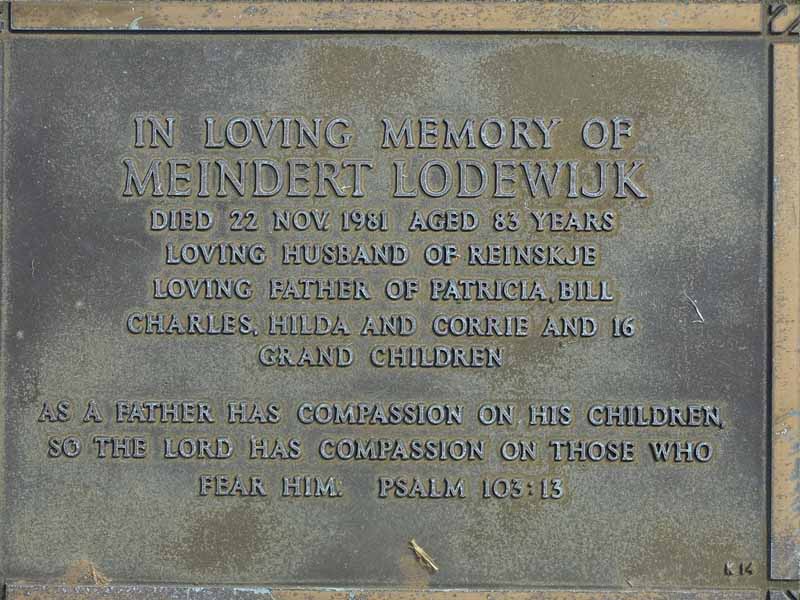 IN LOVING MEMORY OF
MEINDERT LODEWIJK
DIED 22 NOV. 1981 AGED 83 YEARS
LOVING HUSBAND OF REINSKJE
LOVING FATHER OF PATRICIA, BILL
CHARLES, HILDA AND CORRIE AND 16
GRAND CHILDREN
AS A FATHER HAS COMPASSION ON HIS CHILDREN,
SO THE LORD HAS COMPASSION ON THOSE WHO
FEAR HIM. PSALM 103:13
K 14